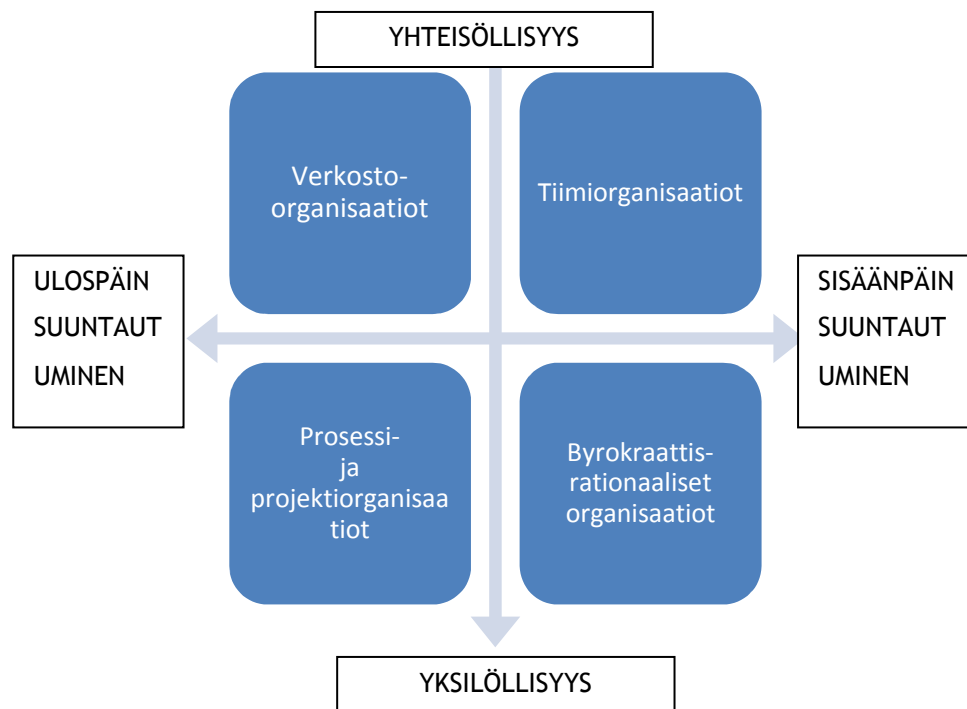 YHTEISÖLLISYYS
Verkosto-
organisaatiot
Tiimiorganisaatiot
ULOSPÄIN
SUUNTAUT
UMINEN
SISÄÄNPÄIN
SUUNTAUT
UMINEN
Prosessi-
ja
projektiorganisaa
tiot
Byrokraattis-
rationaaliset
organisaatiot
YKSILÖLLISYYS